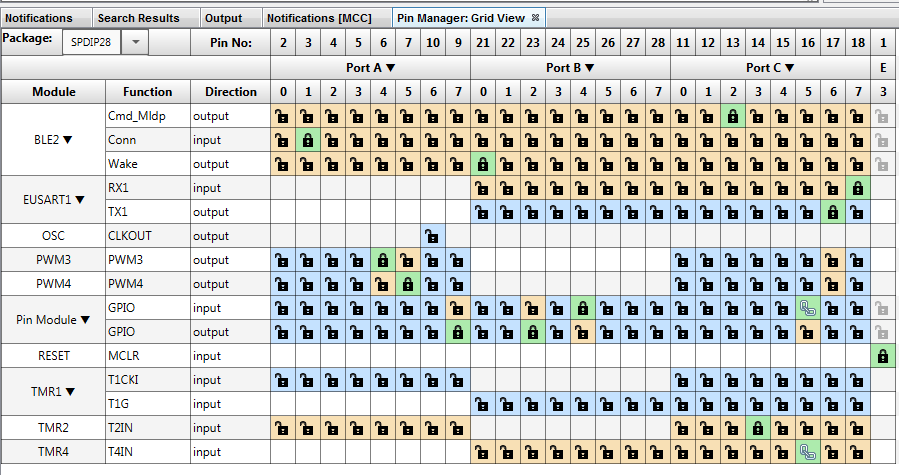 Notifications Search Results Output Notifications [MCC] Pin Manager: Grid View
Package: SPDIP28 Pin No: 2 3 4 5 6 7 10 9 21 22 23 24 25 26 27 28 11 12 13 14 15 16 17 18 1
Port A Port B Port C E
Module Function Direction 0 1 2 3 4 5 6 7 0 1 2 3 4 5 6 7 0 1 2 3 4 5 6 7 3
BLE2 Cmd_Mldp output
Conn input
Wake output
EUSART1 RX1 input
TX1 output
OSC CLKOUT output
PWM3 PWM3 output
PWM4 PWM4 output
Pin Module GPIO input
GPIO output
RESET MCLR input
TMR1 T1CKI input
T1G input
TMR2 T2IN input
TMR4 T4IN input